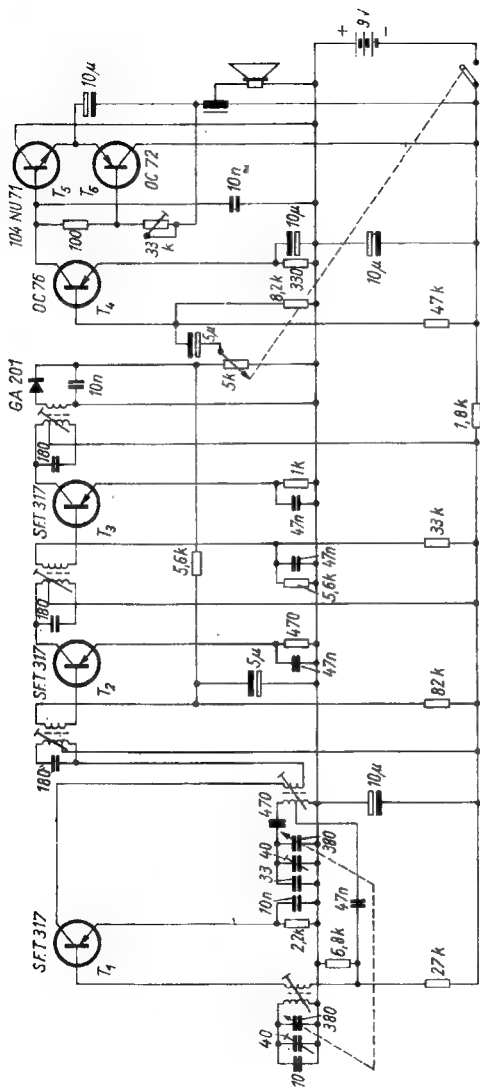 104 NU 71
T5
T6
OC 72
10µ
+
9V
−
OC 76
T4
100
33
k
10n
10µ
330
8,2k
10µ
5µ
5k
47k
GA 201
10n
180
1,8k
SFT 317
T3
1k
47n
5,6k
47n
5,6k
33k
180
SFT 317
T2
470
47n
5µ
82k
180
SFT 317
T1
470
40
33
10n
380
2,2k
10µ
47n
6,8k
27k
40
10
380